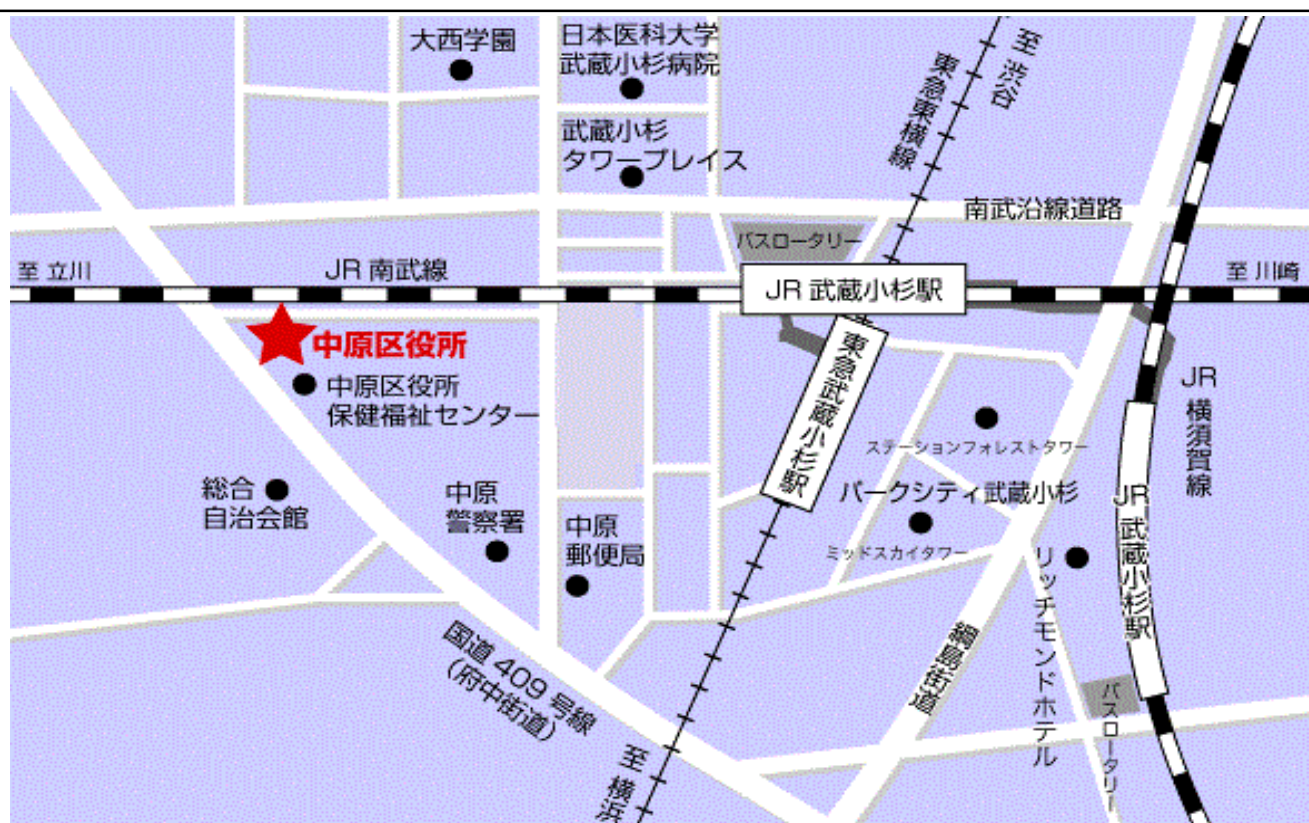 大西学園
日本医科大学
武蔵小杉病院
至 渋谷
東急東横線
武蔵小杉
タワープレイス
南武沿線道路
バスロータリー
至 立川
JR 南武線
JR 武蔵小杉駅
至 川崎
中原区役所
東急武蔵小杉駅
中原区役所
保健福祉センター
JR
横須賀線
ステーションフォレストタワー
総合
自治会館
中原
警察署
中原
郵便局
パークシティ武蔵小杉
ミッドスカイタワー
リッチモンドホテル
JR
武蔵小杉駅
国道 409 号線
(府中街道)
綱島街道
バスロータリー
至 横浜